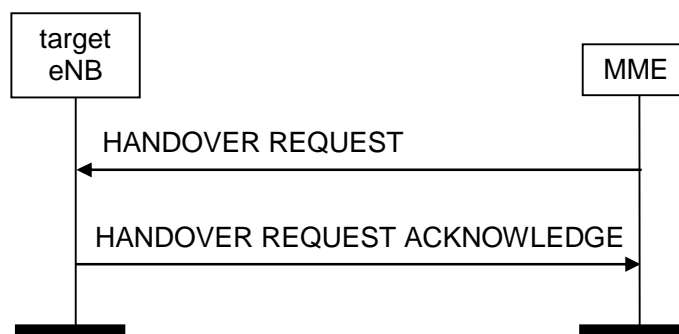 target
eNB
MME
HANDOVER REQUEST
HANDOVER REQUEST ACKNOWLEDGE